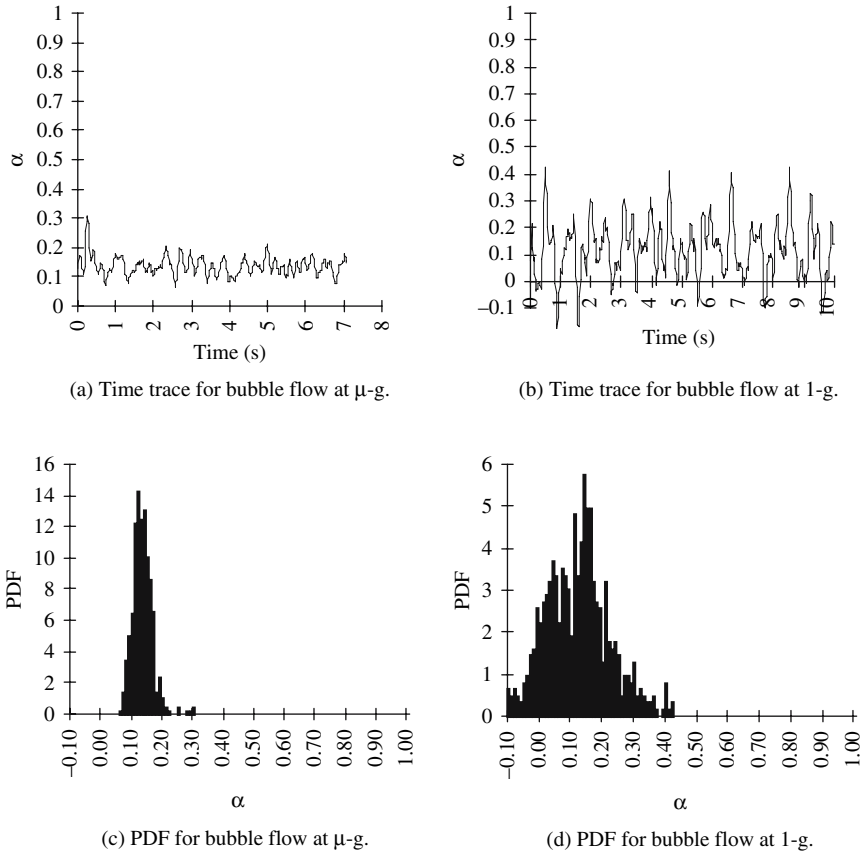 1
0.9
0.8
0.7
0.6
0.5
0.4
0.3
0.2
0.1
0
α
0 1 2 3 4 5 6 7 8
Time (s)
(a) Time trace for bubble flow at μ-g.
1
0.9
0.8
0.7
0.6
0.5
0.4
0.3
0.2
0.1
0
–0.1
α
0 1 2 3 4 5 6 7 8 9 10
Time (s)
(b) Time trace for bubble flow at 1-g.
16
14
12
10
8
6
4
2
0
PDF
–0.10 0.00 0.10 0.20 0.30 0.40 0.50 0.60 0.70 0.80 0.90 1.00
α
(c) PDF for bubble flow at μ-g.
6
5
4
3
2
1
0
PDF
–0.10 0.00 0.10 0.20 0.30 0.40 0.50 0.60 0.70 0.80 0.90 1.00
α
(d) PDF for bubble flow at 1-g.